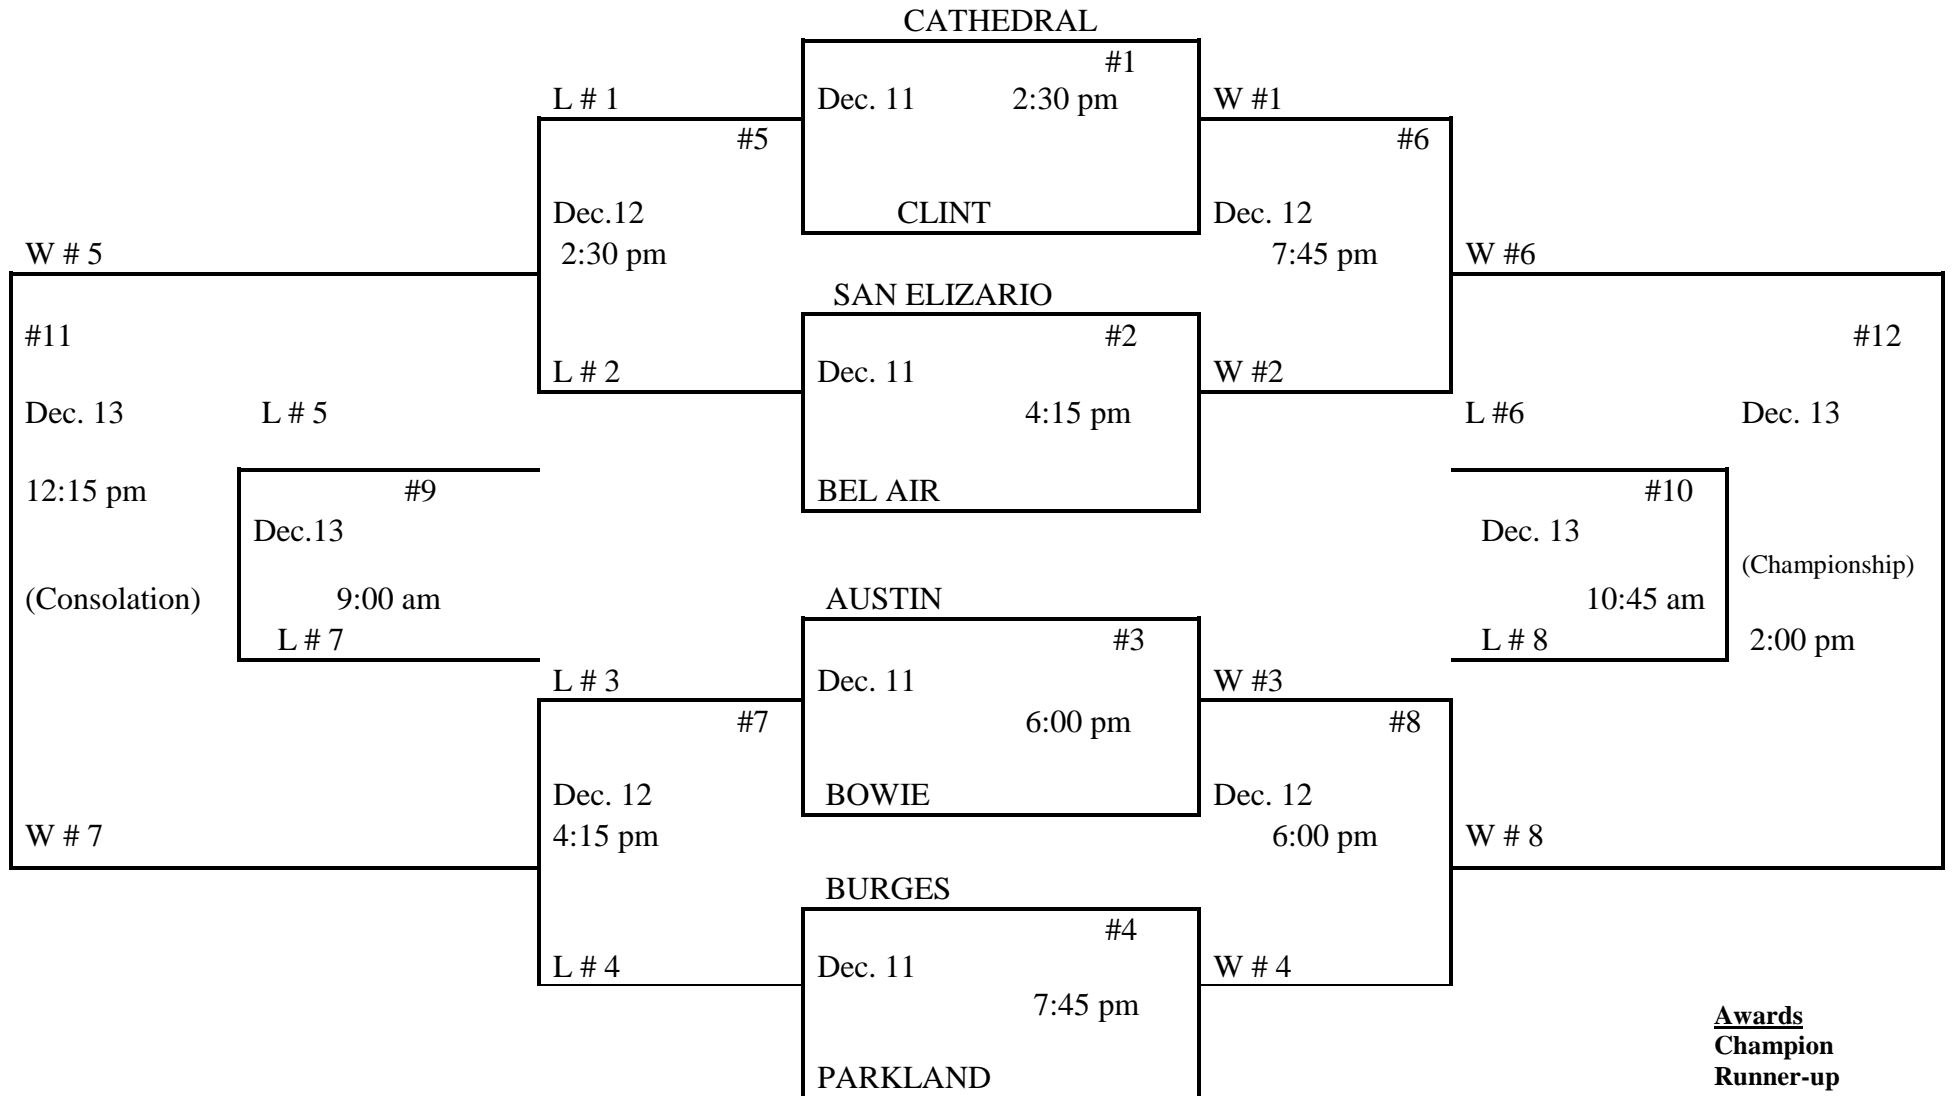 CATHEDRAL
#1
L # 1
Dec. 11 2:30 pm
W #1
#5
#6
Dec.12
CLINT
Dec. 12
W # 5
2:30 pm
7:45 pm
W #6
SAN ELIZARIO
#11
#2
#12
L # 2
Dec. 11
W #2
Dec. 13
L # 5
4:15 pm
L #6
Dec. 13
12:15 pm
#9
BEL AIR
#10
Dec.13
Dec. 13
(Championship)
(Consolation)
9:00 am
AUSTIN
10:45 am
L # 7
#3
L # 8
2:00 pm
L # 3
Dec. 11
W #3
#7
6:00 pm
#8
Dec. 12
BOWIE
Dec. 12
W # 7
4:15 pm
6:00 pm
W # 8
BURGES
#4
L # 4
Dec. 11
W # 4
7:45 pm
Awards
Champion
PARKLAND
Runner-up